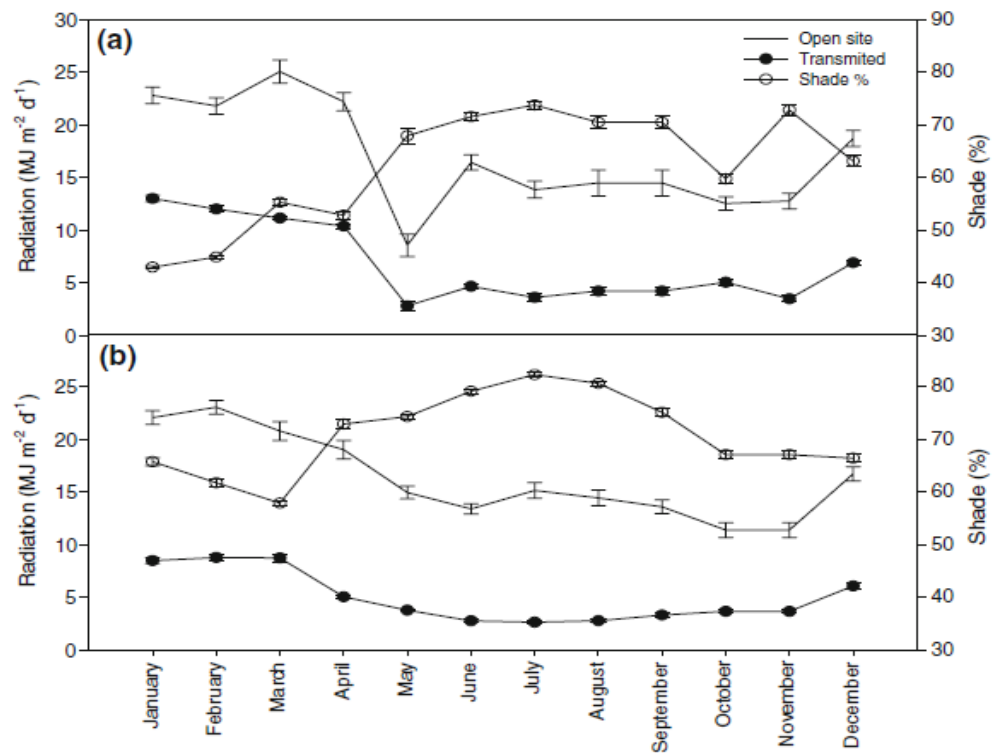 (a)
Open site
Transmited
Shade %
Radiation (MJ m-2 d-1)
30
25
20
15
10
5
0
Shade (%)
90
80
70
60
50
40
30
(b)
Radiation (MJ m-2 d-1)
25
20
15
10
5
0
Shade (%)
80
70
60
50
40
30
January
February
March
April
May
June
July
August
September
October
November
December